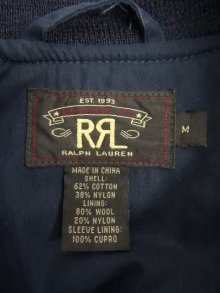 EST. 1993
RRL
RALPH LAUREN
M
MADE IN CHINA
SHELL:
62% COTTON
38% NYLON
LINING:
80% WOOL
20% NYLON
SLEEVE LINING:
100% CUPRO